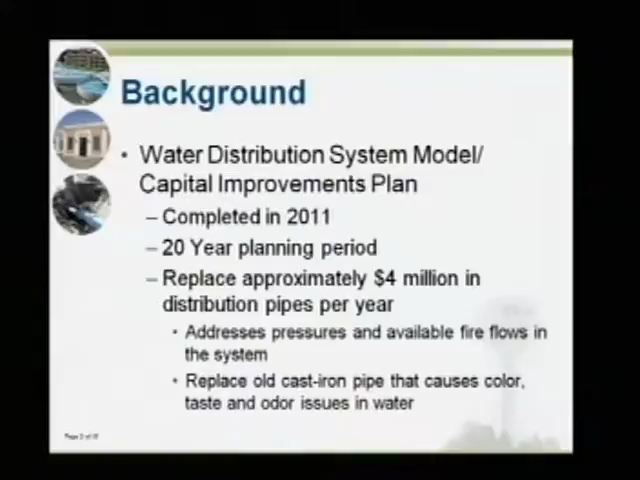 Background
• Water Distribution System Model/
Capital Improvements Plan
– Completed in 2011
– 20 Year planning period
– Replace approximately $4 million in
distribution pipes per year
• Addresses pressures and available fire flows in
the system
• Replace old cast-iron pipe that causes color,
taste and odor issues in water
Page